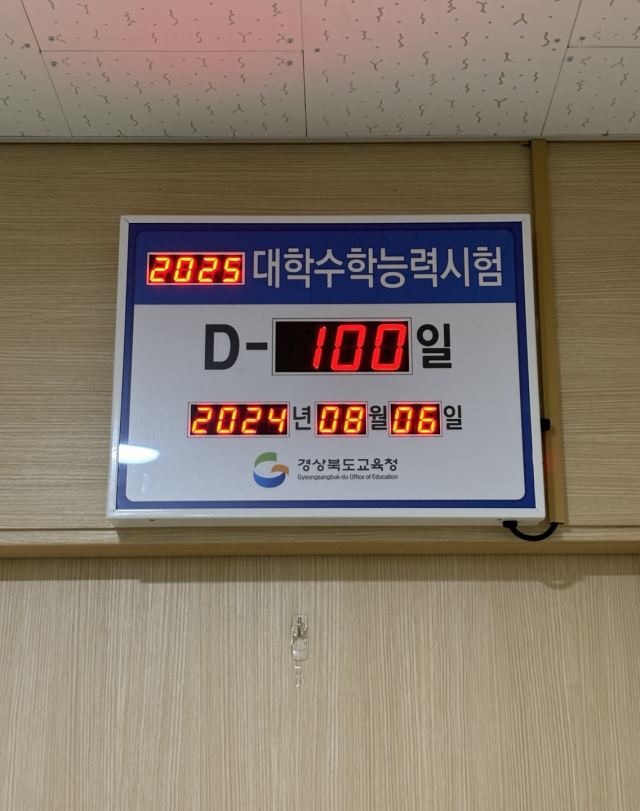 2025 대학수학능력시험
D-100일
2024년 08월 06일
경상북도교육청
Gyeongsangbuk-do Office of Education